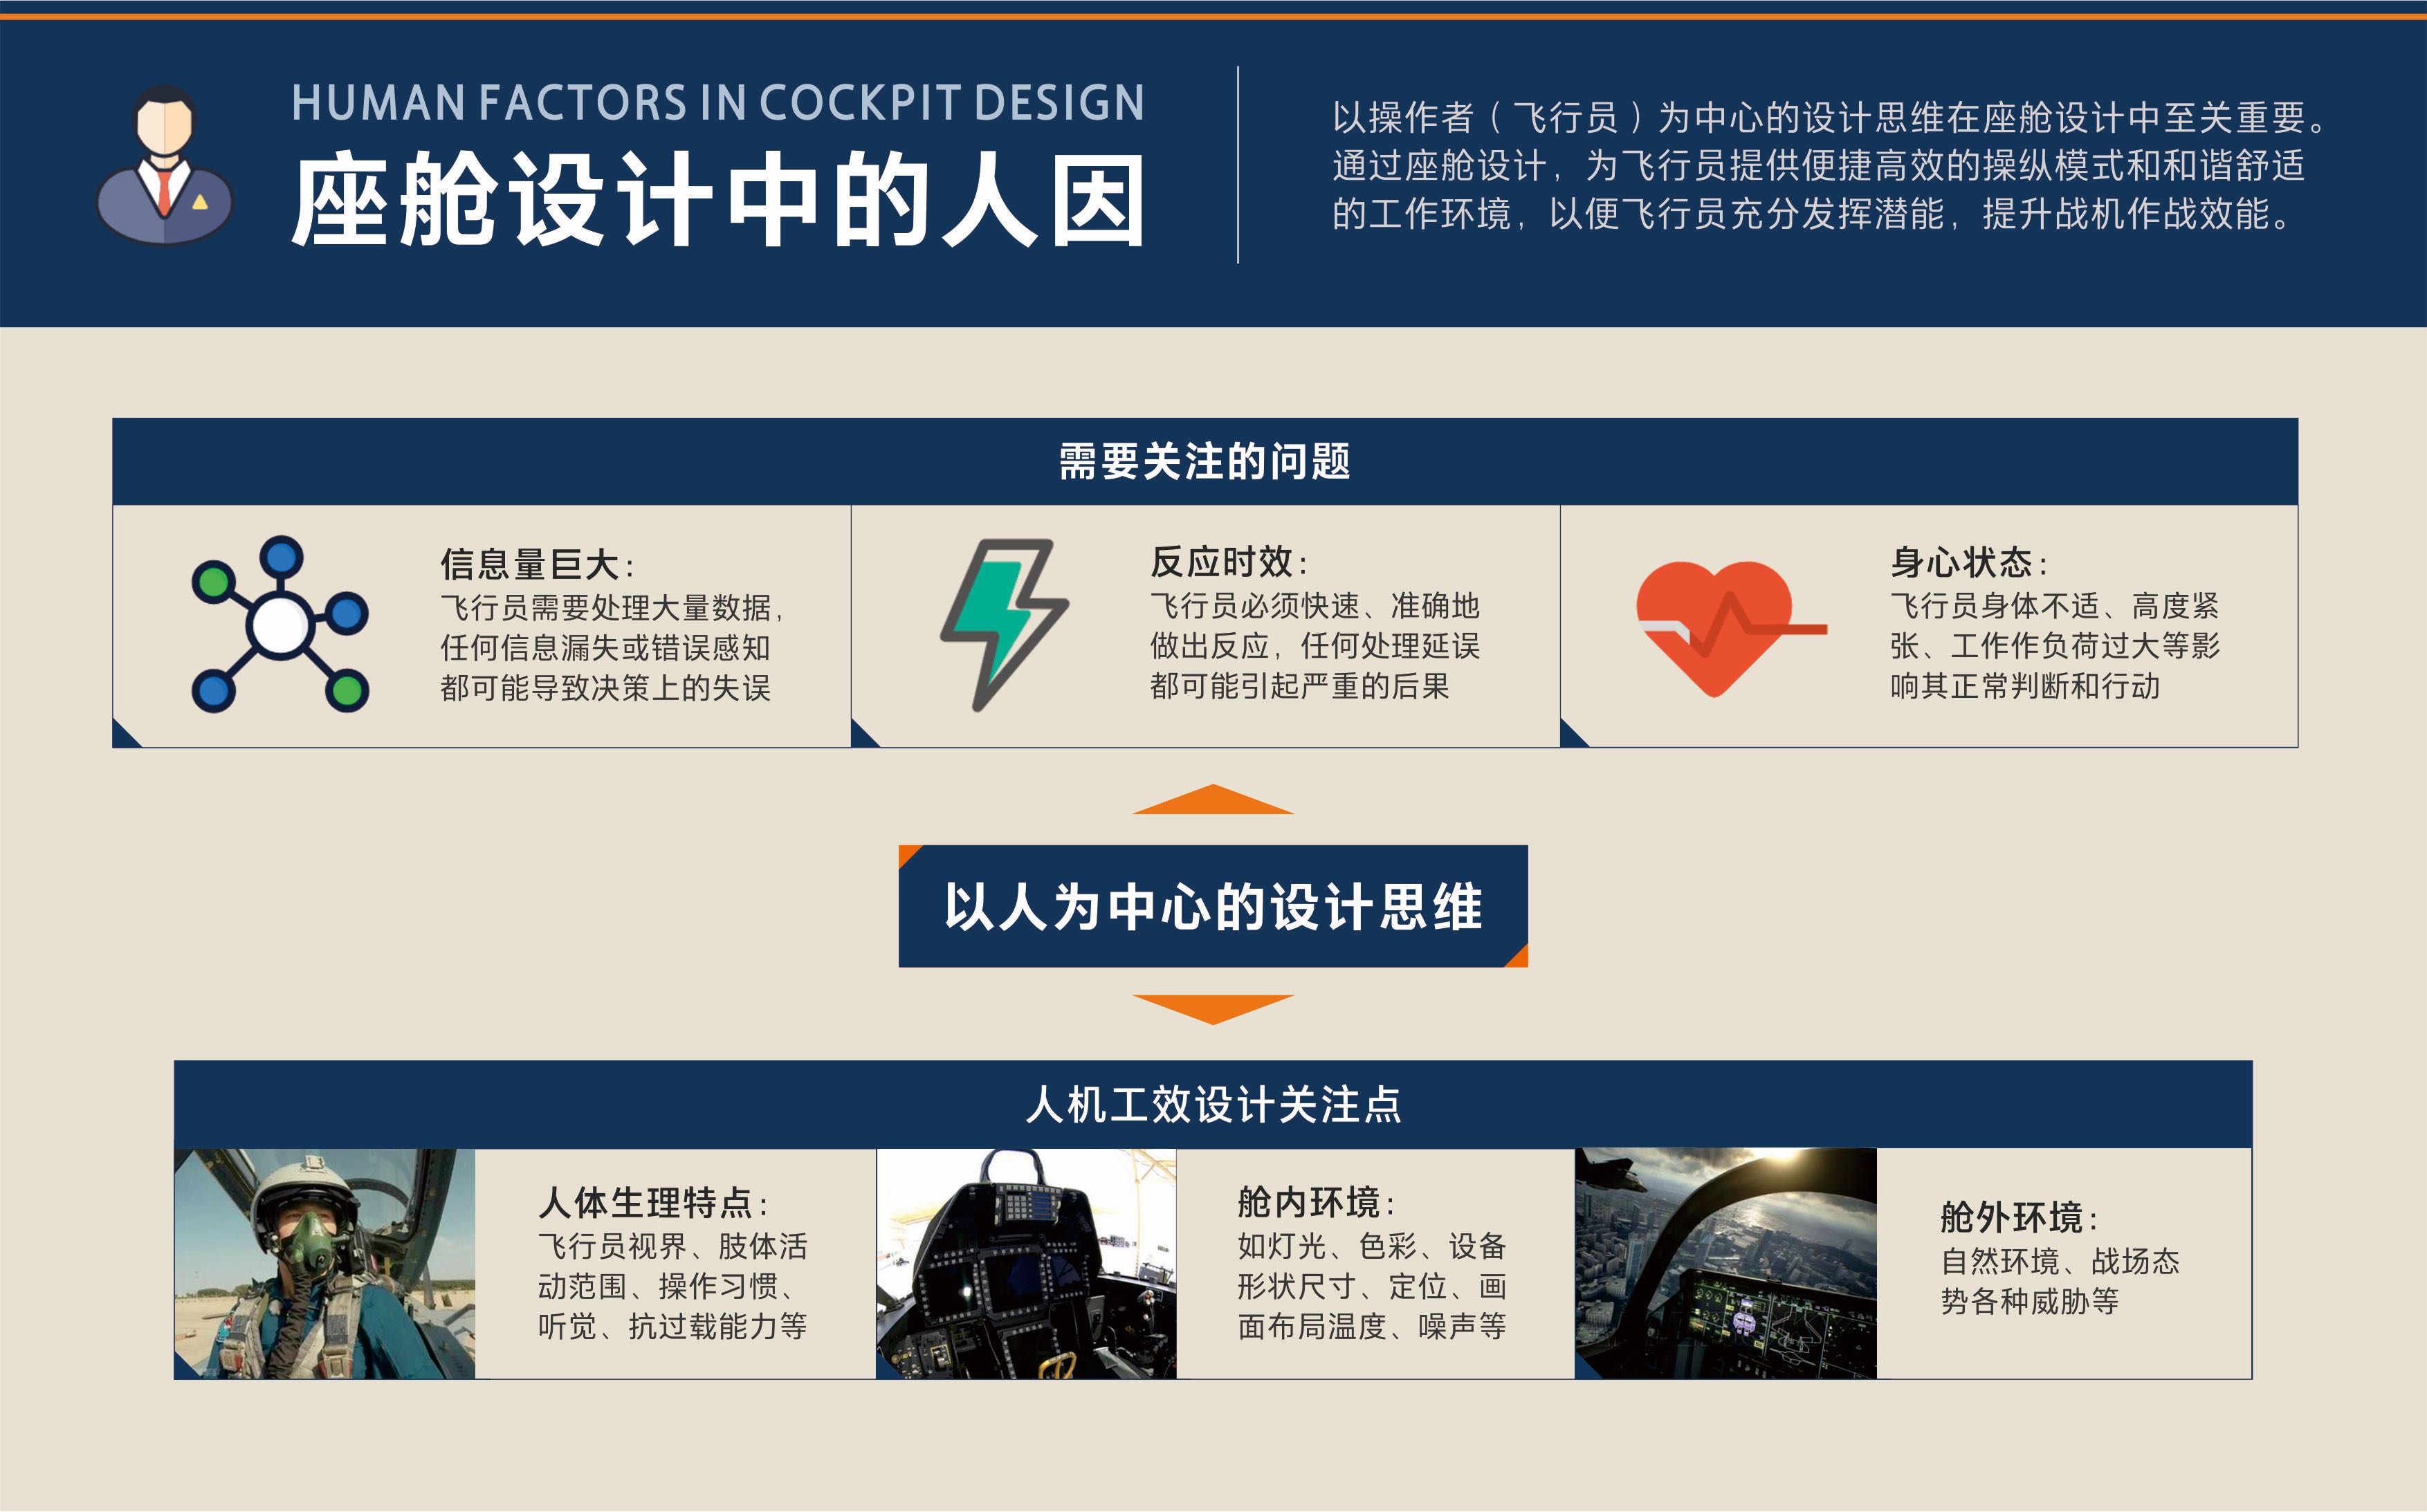 HUMAN FACTORS IN COCKPIT DESIGN
座舱设计中的人因
以操作者（飞行员）为中心的设计思维在座舱设计中至关重要。
通过座舱设计，为飞行员提供便捷高效的操纵模式和和谐舒适
的工作环境，以便飞行员充分发挥潜能，提升战机作战效能。
需要关注的问题
信息量巨大：
飞行员需要处理大量数据，
任何信息漏失或错误感知
都可能导致决策上的失误
反应时效：
飞行员必须快速、准确地
做出反应，任何处理延误
都可能引起严重的后果
身心状态：
飞行员身体不适、高度紧
张、工作作负荷过大等影
响其正常判断和行动
以人为中心的设计思维
人机工效设计关注点
人体生理特点：
飞行员视界、肢体活
动范围、操作习惯、
听觉、抗过载能力等
舱内环境：
如灯光、色彩、设备
形状尺寸、定位、画
面布局温度、噪声等
舱外环境：
自然环境、战场态
势各种威胁等